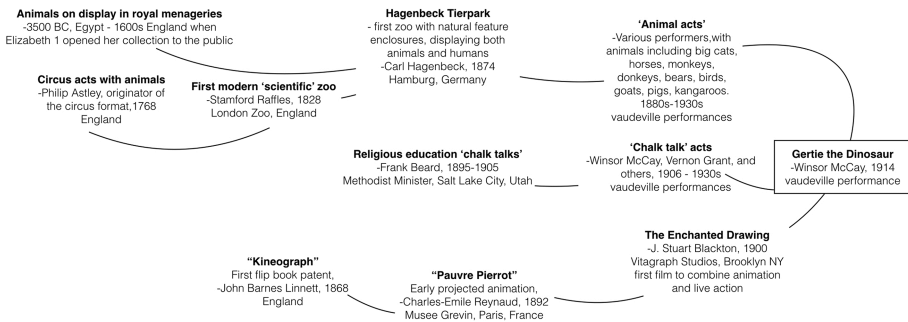 Animals on display in royal menageries
-3500 BC, Egypt - 1600s England when
Elizabeth 1 opened her collection to the public
Circus acts with animals
-Philip Astley, originator of
the circus format,1768
England
First modern ‘scientific’ zoo
-Stamford Raffles, 1828
London Zoo, England
Hagenbeck Tierpark
- first zoo with natural feature
enclosures, displaying both
animals and humans
-Carl Hagenbeck, 1874
Hamburg, Germany
‘Animal acts’
-Various performers,with
animals including big cats,
horses, monkeys,
donkeys, bears, birds,
goats, pigs, kangaroos.
1880s-1930s
vaudeville performances
Religious education ‘chalk talks’
-Frank Beard, 1895-1905
Methodist Minister, Salt Lake City, Utah
‘Chalk talk’ acts
-Winsor McCay, Vernon Grant, and
others, 1906 - 1930s
vaudeville performances
Gertie the Dinosaur
-Winsor McCay, 1914
vaudeville performance
“Kineograph”
First flip book patent,
-John Barnes Linnett, 1868
England
“Pauvre Pierrot”
Early projected animation,
-Charles-Emile Reynaud, 1892
Musee Grevin, Paris, France
The Enchanted Drawing
-J. Stuart Blackton, 1900
Vitagraph Studios, Brooklyn NY
first film to combine animation
and live action